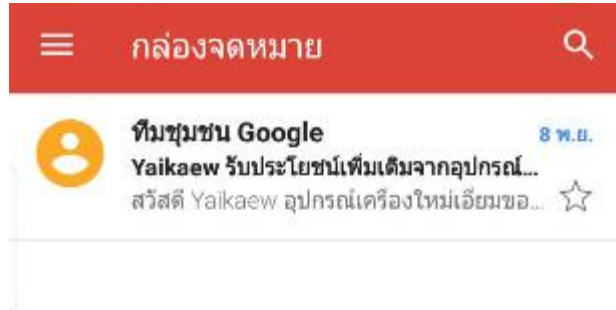 กล่องจดหมาย
ทีมชุมชน Google
8 พ.ย.
Yaikaew รับประโยชน์เพิ่มเติมจากอุปกรณ์...
สวัสดี Yaikaew อุปกรณ์เครื่องใหม่เอี่ยมขอ...